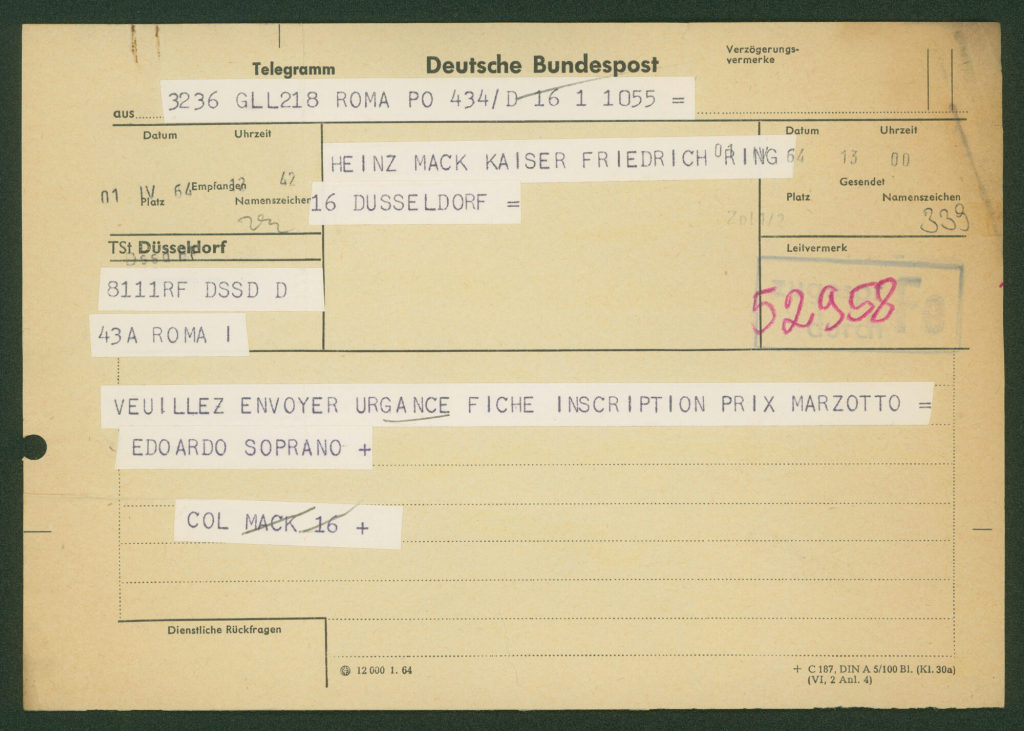 Telegramm
Deutsche Bundespost
Verzögerungs-
vermerke
3236 GLL218 ROMA PO 434/D 16 1 1055 =
aus
Datum Uhrzeit
HEINZ MACK KAISER FRIEDRICH RING
16 DUSSELDORF =
01 IV 64 42
Empfangen
Platz Namenszeichen
TSt Düsseldorf
8111RF DSSD D
43A ROMA I
Datum Uhrzeit
64 13 00
Gesendet
Platz Namenszeichen
339
Leitvermerk
52958
VEUILLEZ ENVOYER URGANCE FICHE INSCRIPTION PRIX MARZOTTO =
EDOARDO SOPRANO +
COL MACK 16 +
Dienstliche Rückfragen
12 000 1. 64
+ C 187, DIN A 5/100 Bl. (Kl. 30a)
(VI, 2 Anl. 4)